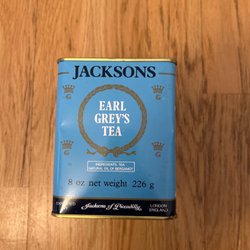 JACKSONS
EARL
GREY'S
TEA
G
G
INGREDIENTS: TEA
NATURAL OIL OF BERGAMOT
8 oz net weight 226 g
Jacksons of Piccadilly
LONDON
ENGLAND